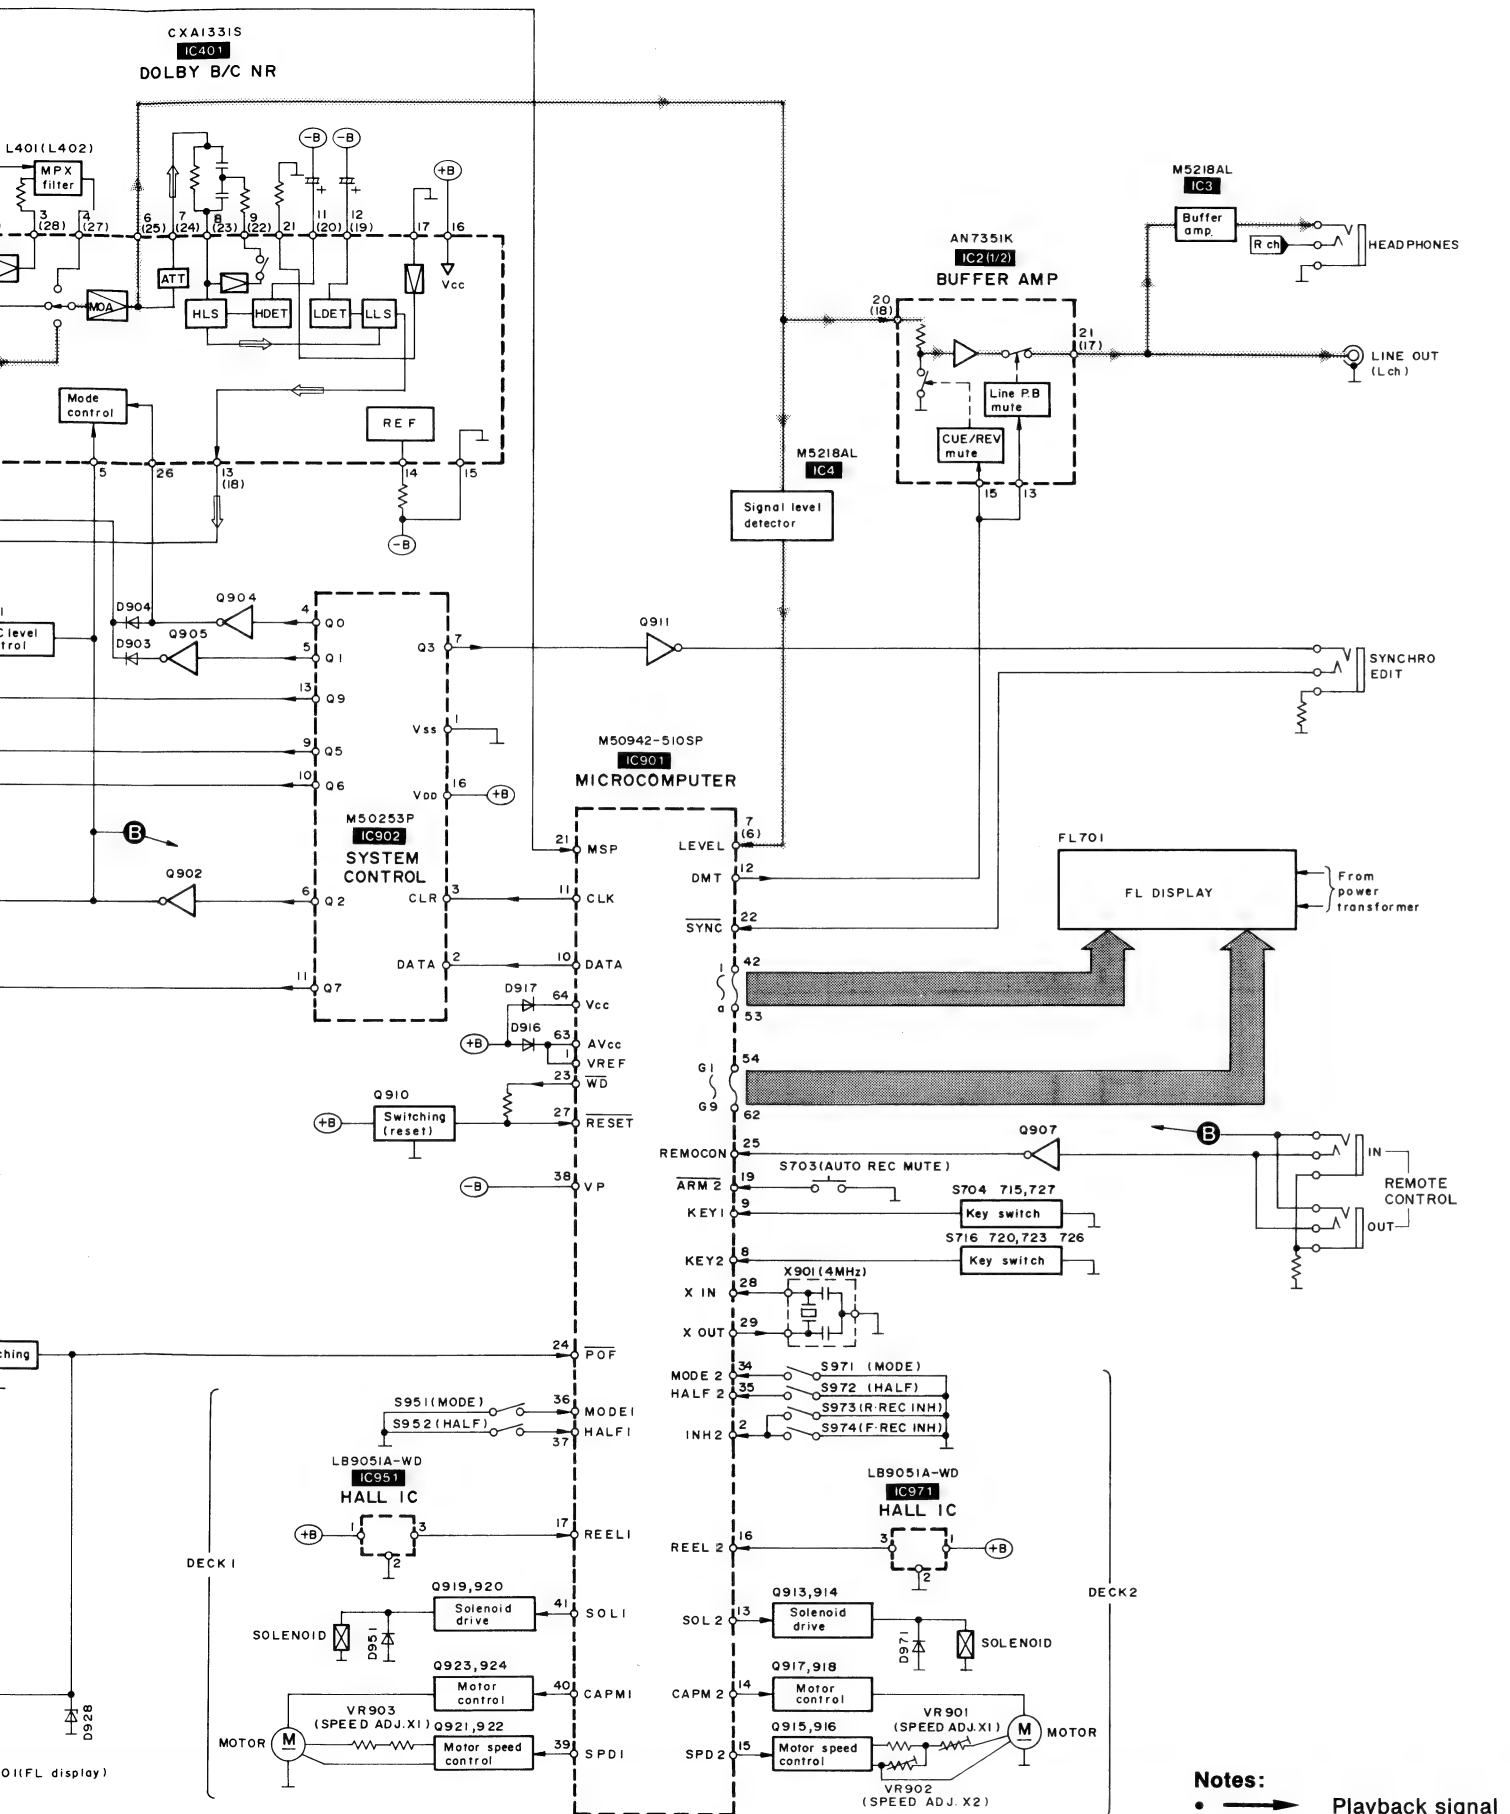 CXA1331S
IC401
DOLBY B/C NR
L401(L402)
MPX
filter
3
(28)
4
(27)
6
(25)
7
(24)
8
(23)
9
(22)
21
11
(20)
12
(19)
17
16
-B
-B
+B
Vcc
ATT
MOA
HLS
HDET
LDET
LLS
Mode
control
REF
5
26
13
(18)
14
15
-B
M5218AL
IC3
Buffer
amp.
R ch
HEADPHONES
AN7351K
IC2(1/2)
BUFFER AMP
20
(18)
21
(17)
LINE OUT
(Lch)
Line P.B
mute
CUE/REV
mute
15
13
M5218AL
IC4
Signal level
detector
C level
trol
D904
Q904
D903
Q905
4
Q0
5
Q1
13
Q9
9
Q5
10
Q6
B
Q902
6
Q2
11
Q7
Q3
7
Vss
1
VDD
16
+B
M50253P
IC902
SYSTEM
CONTROL
CLR
3
DATA
2
Q911
SYNCHRO
EDIT
M50942-510SP
IC901
MICROCOMPUTER
21
MSP
11
CLK
10
DATA
D917
64
Vcc
+B
D916
63
AVcc
1
VREF
23
WD
Q910
+B
Switching
(reset)
27
RESET
-B
38
VP
LEVEL
7
(6)
DMT
12
SYNC
22
42
a
53
G1
54
G9
62
FL701
FL DISPLAY
From
power
transformer
REMOCON
25
Q907
B
IN
OUT
REMOTE
CONTROL
ARM2
19
S703(AUTO REC MUTE)
KEY1
9
S704 715,727
Key switch
KEY2
8
S716 720,723 726
Key switch
X901(4MHz)
X IN
28
X OUT
29
ching
24
POF
MODE 2
34
S971 (MODE)
HALF 2
35
S972 (HALF)
S973(R·REC INH)
INH2
2
S974(F·REC INH)
S951(MODE)
36
MODE1
S952(HALF)
37
HALF1
LB9051A-WD
IC951
HALL IC
+B
1
3
2
17
REEL1
LB9051A-WD
IC971
HALL IC
REEL 2
16
3
1
2
+B
DECK1
DECK2
Q919,920
Solenoid
drive
41
SOL1
SOLENOID
D951
Q913,914
SOL 2
13
Solenoid
drive
D971
SOLENOID
Q923,924
Motor
control
40
CAPM1
VR903
(SPEED ADJ.X1)
Q921,922
Motor speed
control
39
SPD1
MOTOR
M
Q917,918
CAPM 2
14
Motor
control
VR901
(SPEED ADJ.X1)
Q915,916
SPD 2
15
Motor speed
control
M
MOTOR
VR902
(SPEED ADJ. X2)
D928
01(FL display)
Notes:
• Playback signal